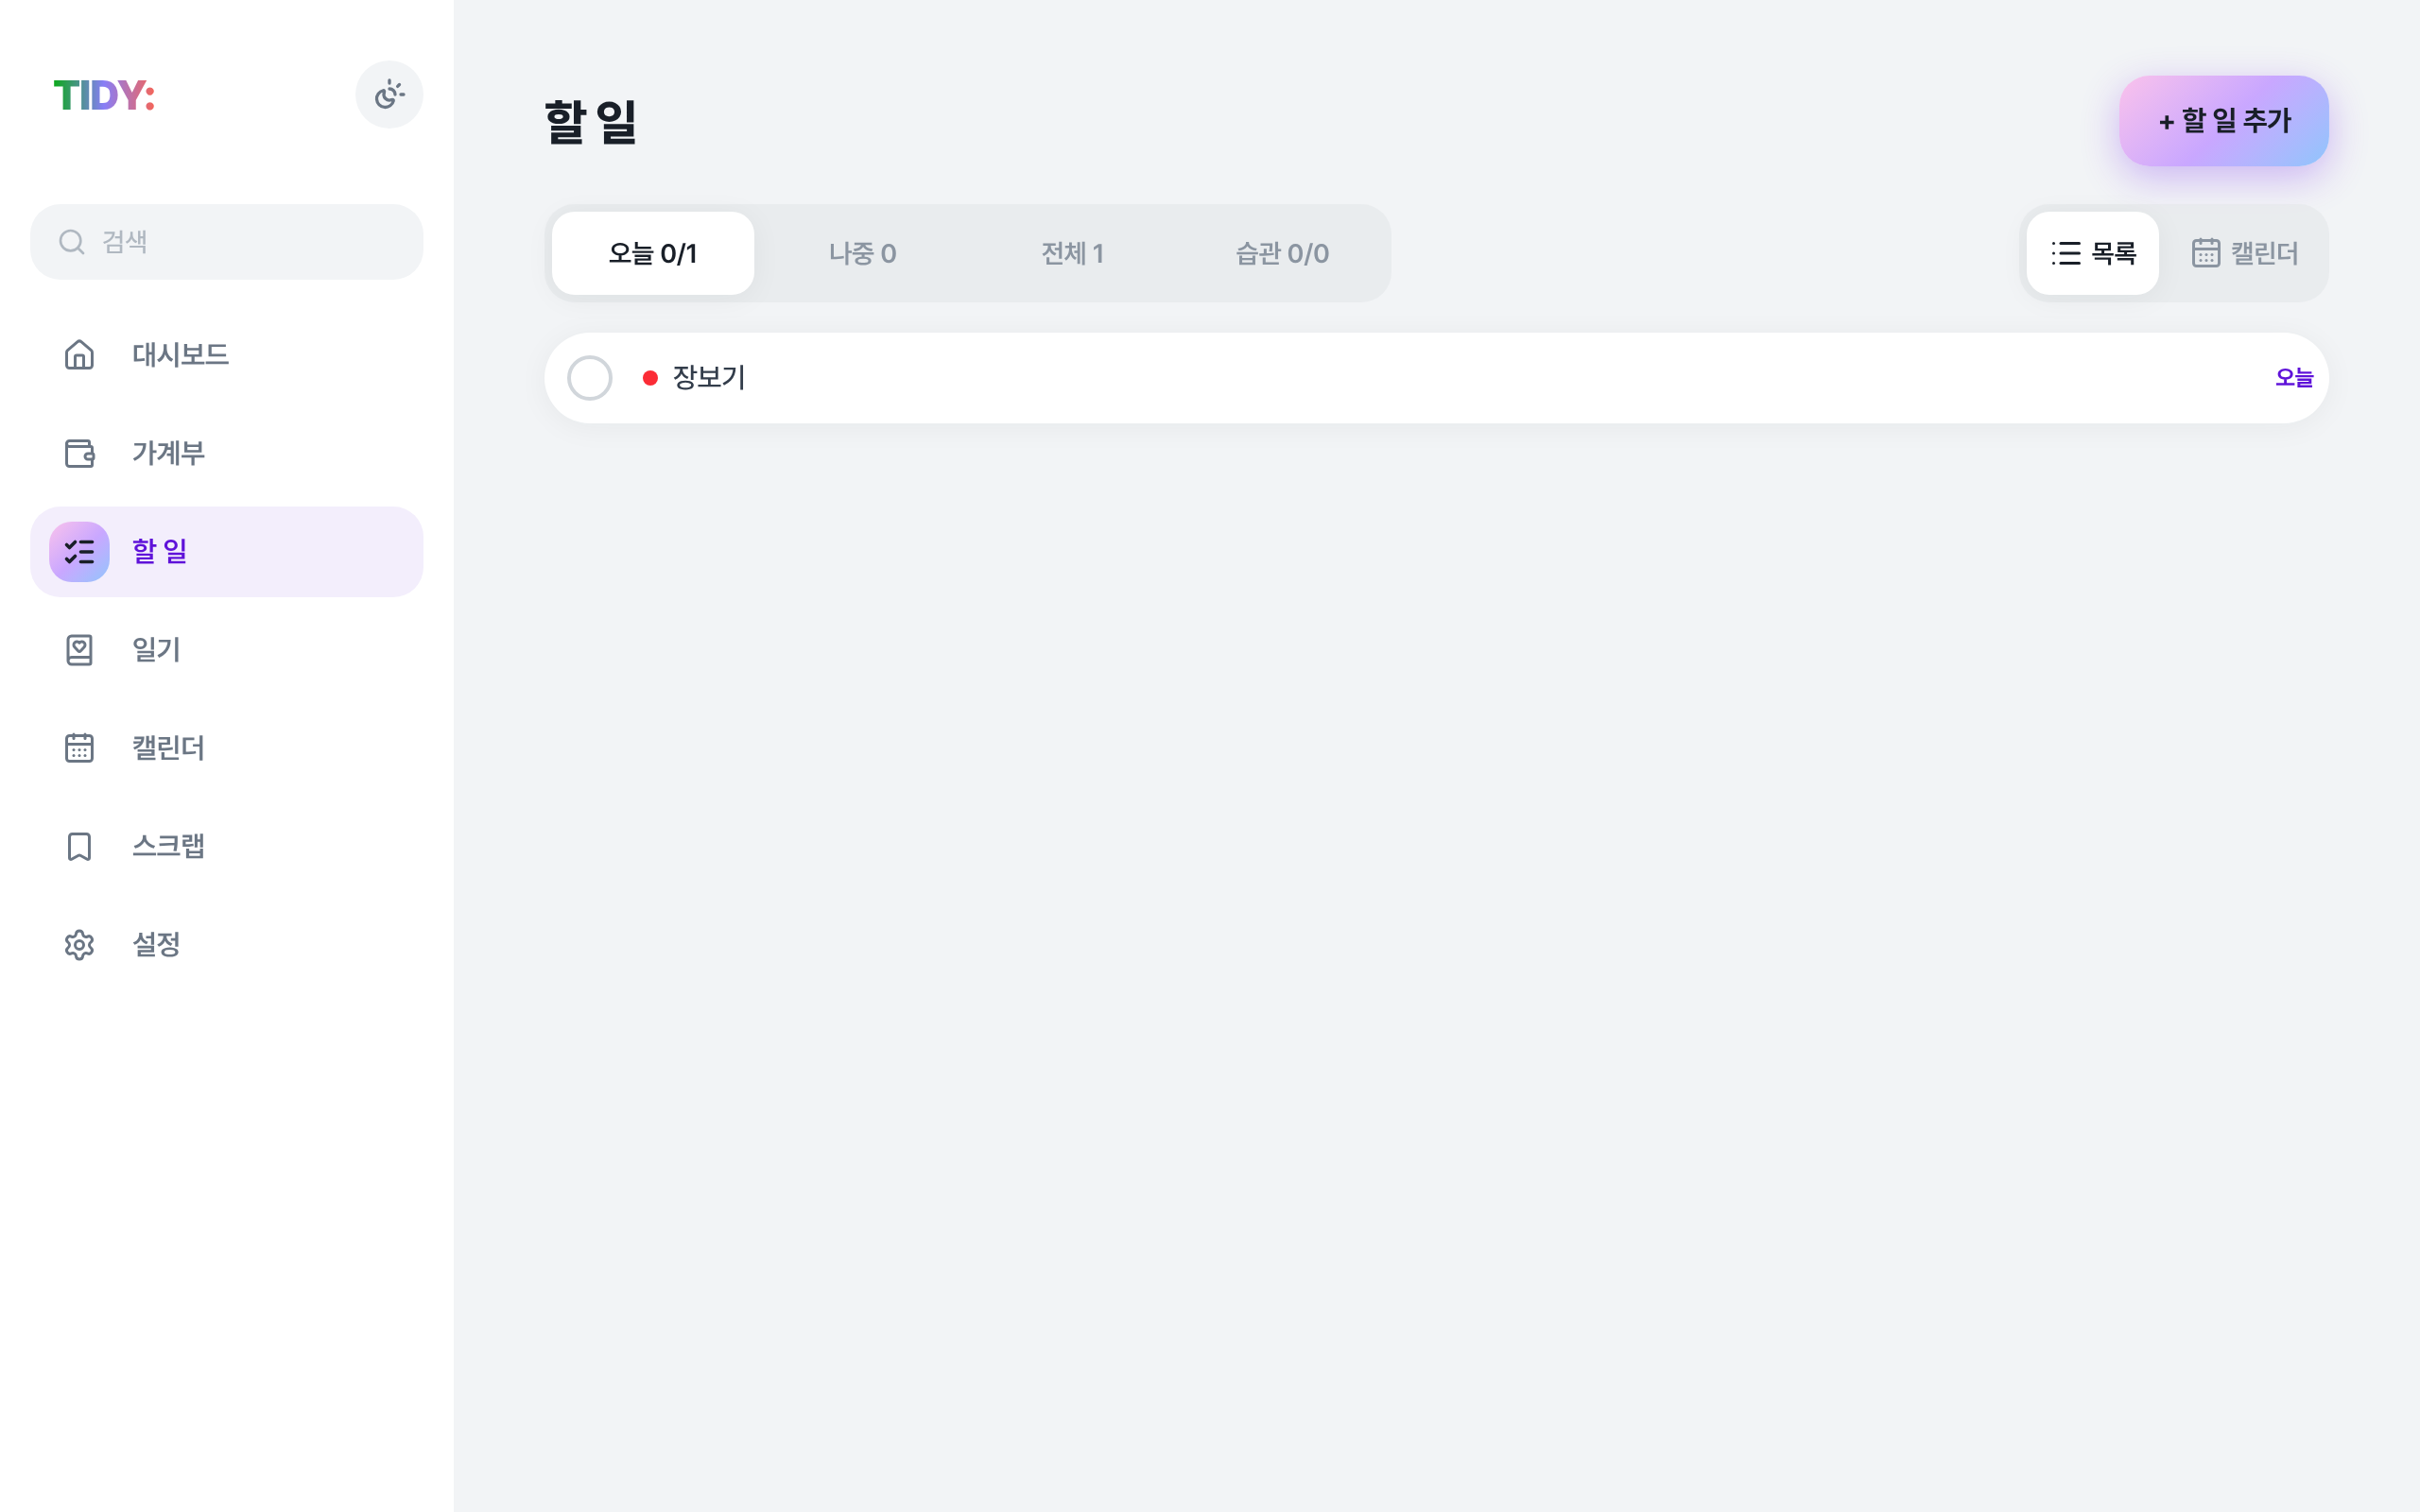 TIDY:
검색
대시보드
가계부
할 일
일기
캘린더
스크랩
설정
할 일
+ 할 일 추가
오늘 0/1
나중 0
전체 1
습관 0/0
목록
캘린더
장보기
오늘